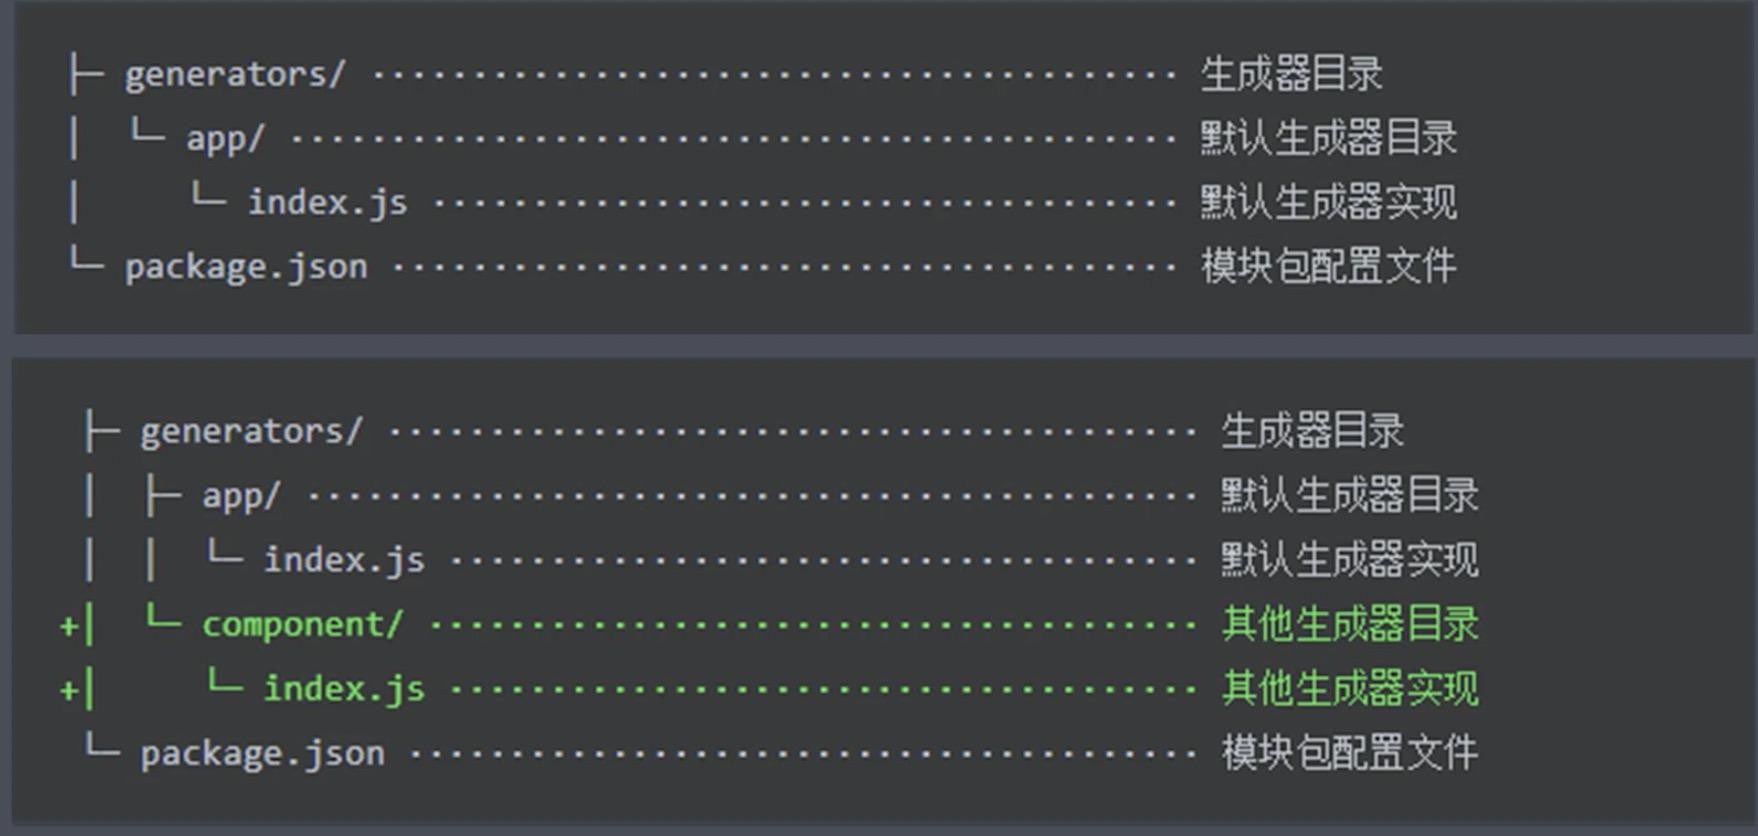 ├─ generators/ ········································ 生成器目录
│  └─ app/ ············································ 默认生成器目录
│     └─ index.js ····································· 默认生成器实现
└─ package.json ······································· 模块包配置文件
├─ generators/ ········································ 生成器目录
│  ├─ app/ ············································ 默认生成器目录
│  │  └─ index.js ····································· 默认生成器实现
+│  └─ component/ ······································ 其他生成器目录
+│     └─ index.js ····································· 其他生成器实现
└─ package.json ······································· 模块包配置文件